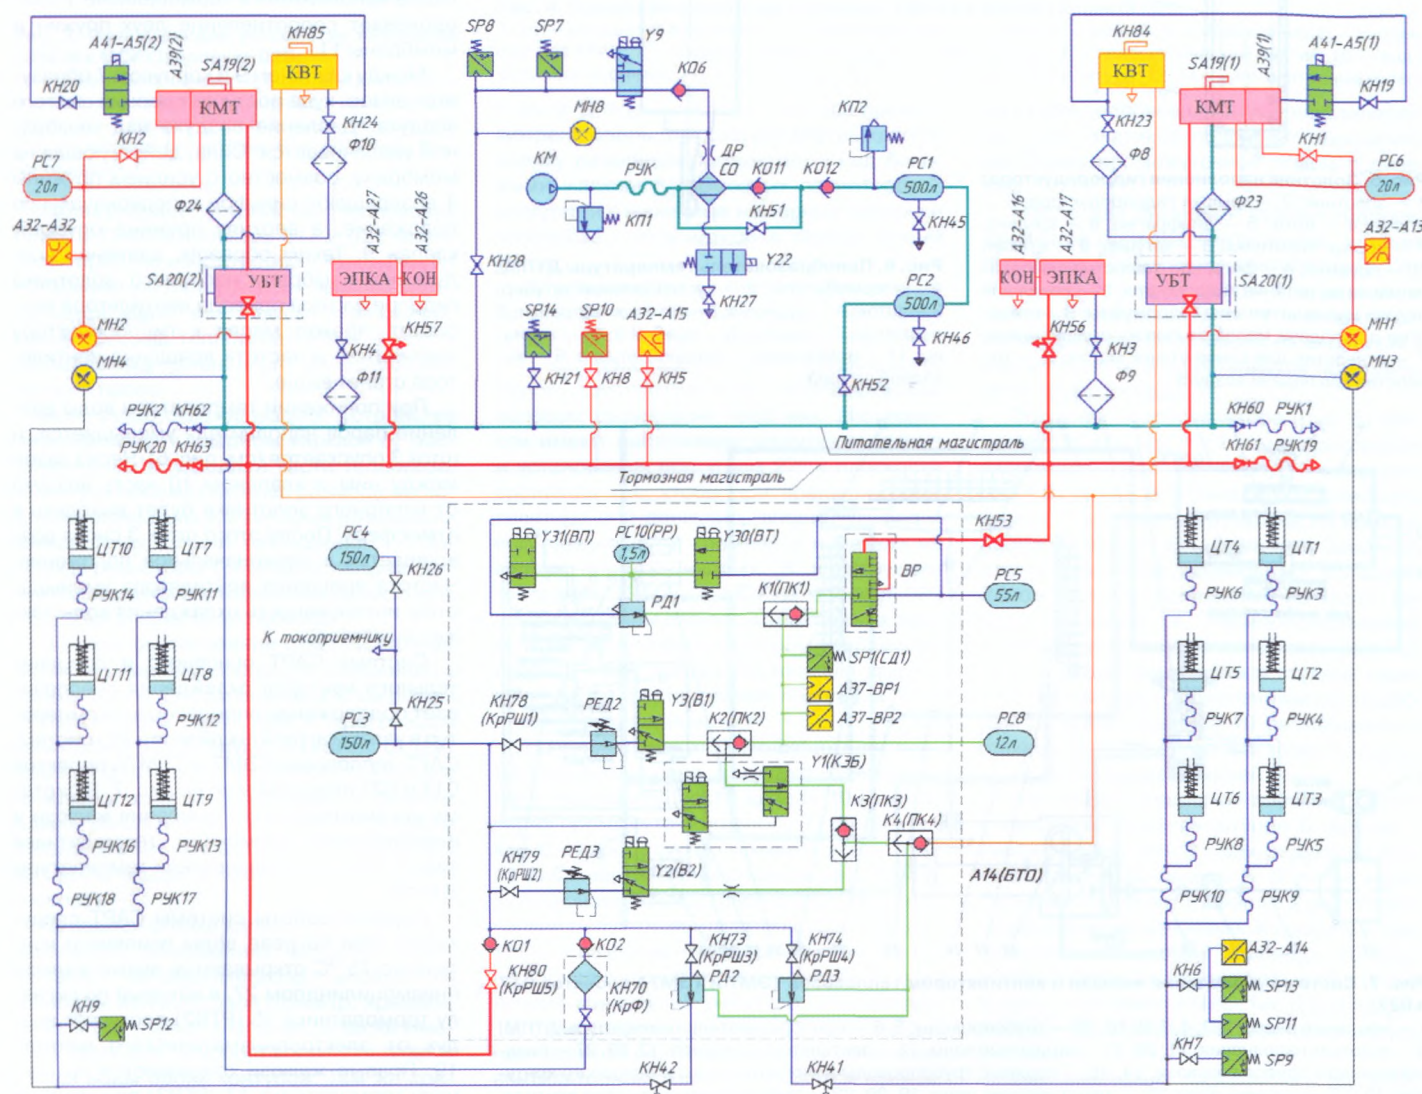 SP8
SP7
Y9
КН85
А39(2)
А41-А5(2)
SA19(2)
КВТ
КН20
КМТ
КО6
КН24
КН2
Ф10
МН8
КП2
РС7
20л
КМ
РУК
ДР
СО
КО11
КО12
РС1
500л
Ф24
А32-А27
А32-А26
КП1
КН51
КН45
А32-А32
УБТ
SA20(2)
ЭПКА
КОН
КН28
Y22
КН27
РС2
500л
КН46
МН2
МН4
КН4
КН57
Ф11
SP14
SP10
А32-А15
КН21
КН8
КН5
КН52
КН84
А39(1)
А41-А5(1)
SA19(1)
КВТ
КМТ
КН19
КН23
КН1
Ф8
РС6
20л
А32-А16
А32-А17
Ф23
А32-А13
КОН
ЭПКА
УБТ
SA20(1)
МН1
КН56
КН3
МН3
Ф9
РУК2
КН62
КН60
РУК1
Питательная магистраль
РУК20
КН63
КН61
РУК19
Тормозная магистраль
ЦТ10
ЦТ7
РУК14
РУК11
ЦТ11
ЦТ8
РУК12
ЦТ12
ЦТ9
РУК16
РУК13
РУК18
РУК17
КН9
SP12
РС4
150л
КН26
К токоприемнику
КН25
РС3
150л
Y31(ВП)
РС10(РР)
1,5л
Y30(ВТ)
РД1
К1(ПК1)
ВР
КН53
РС5
55л
SP1(СД1)
А37-ВР1
А37-ВР2
КН78
(КрРШ1)
РЕД2
Y3(В1)
К2(ПК2)
РС8
12л
Y1(КЭБ)
К3(ПК3)
К4(ПК4)
КН79
(КрРШ2)
РЕД3
Y2(В2)
А14(БТО)
КО1
КО2
КН73
(КрРШ3)
КН74
(КрРШ4)
КН80
(КрРШ5)
КН70
(КрФ)
РД2
РД3
КН42
КН41
ЦТ4
ЦТ1
РУК6
РУК3
ЦТ5
ЦТ2
РУК7
РУК4
ЦТ6
ЦТ3
РУК8
РУК5
РУК10
РУК9
А32-А14
КН6
SP13
SP11
КН7
SP9